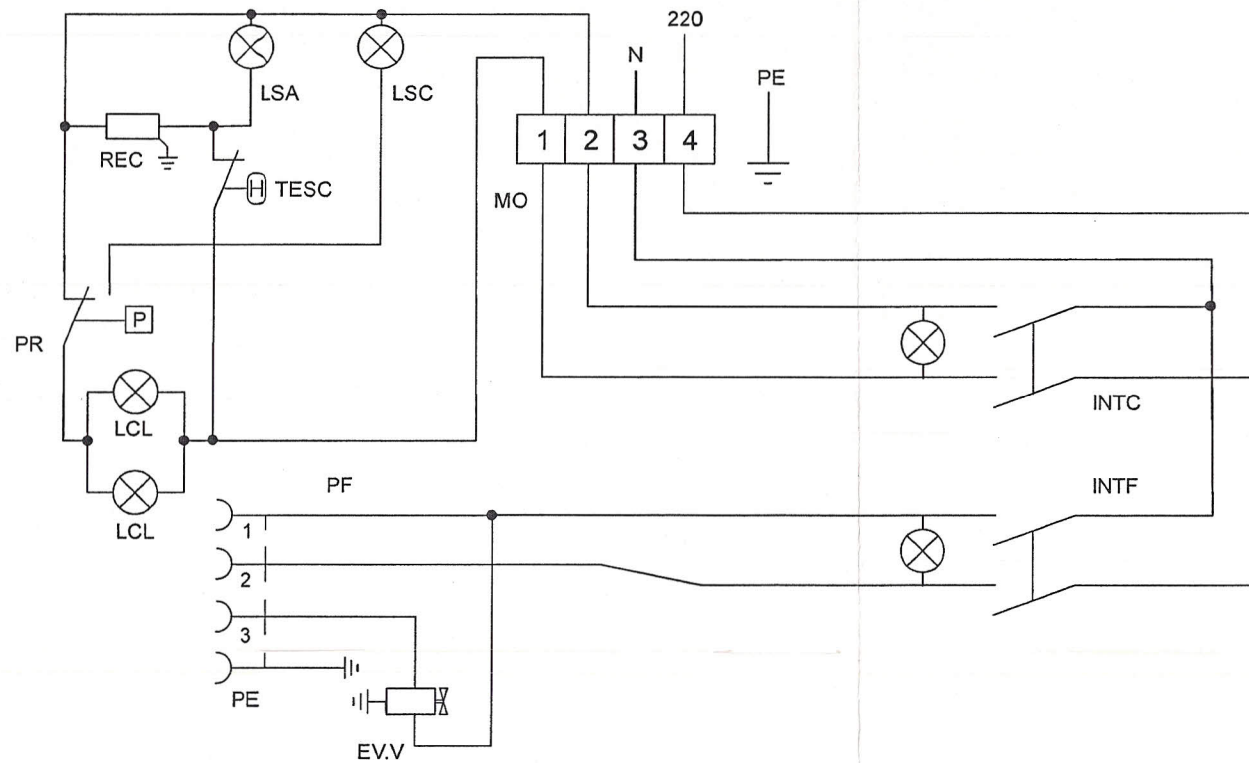 220
N
PE
LSA
LSC
1 2 3 4
REC
TESC
MO
P
PR
INTC
LCL
PF
INTF
LCL
1
2
3
PE
EV.V